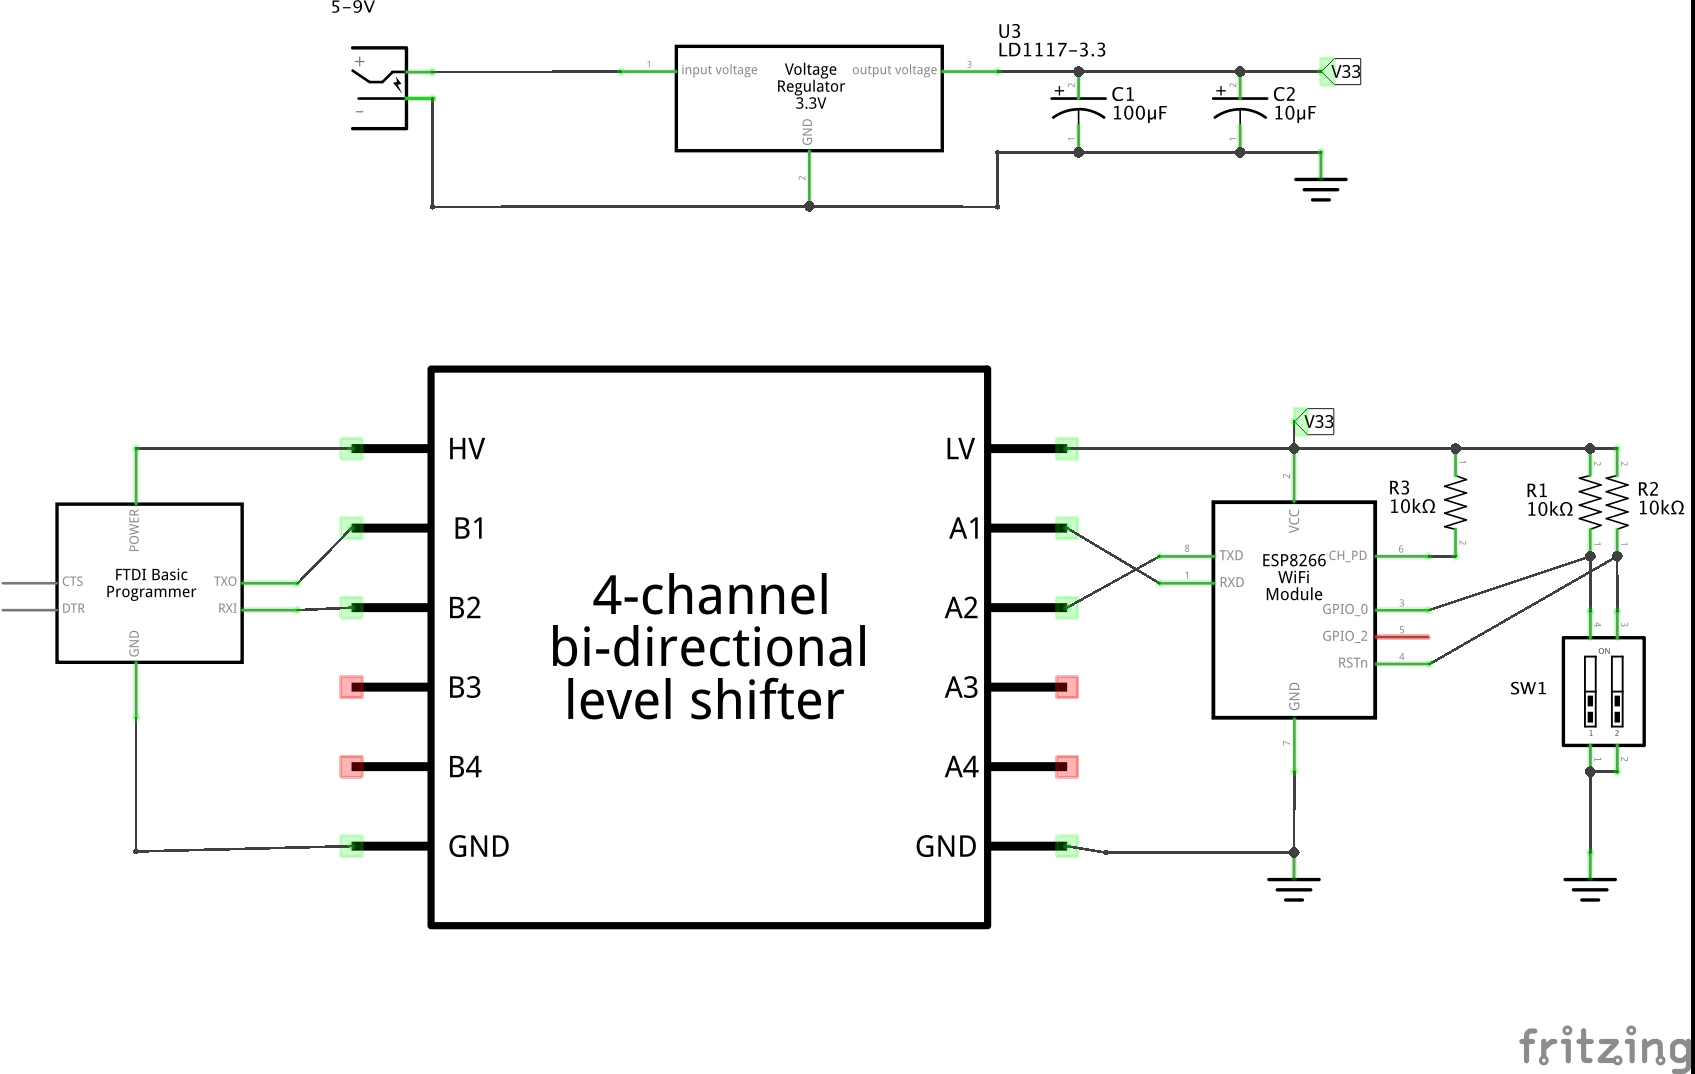 5-9V
+
−
1
input voltage
Voltage
Regulator
3.3V
output voltage
3
GND
2
U3
LD1117-3.3
V33
+
2
C1
100µF
1
+
2
C2
10µF
1
HV
B1
B2
B3
B4
GND
4-channel
bi-directional
level shifter
LV
A1
A2
A3
A4
GND
POWER
CTS
DTR
FTDI Basic
Programmer
TXO
RXI
GND
V33
2
VCC
8
TXD
1
RXD
ESP8266
WiFi
Module
CH_PD
6
GPIO_0
3
GPIO_2
5
RSTn
4
GND
7
R3
10kΩ
1
2
R1
10kΩ
2
1
R2
10kΩ
2
1
4
3
ON
SW1
1
2
1
2
fritzing